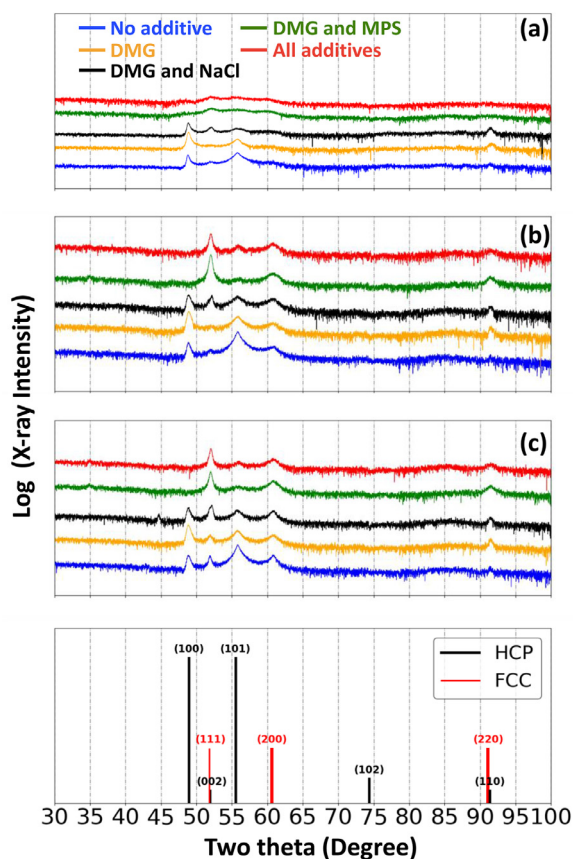 No additive
DMG and MPS
(a)
DMG
All additives
DMG and NaCl
(b)
(c)
Log (X-ray Intensity)
(100)
(101)
HCP
FCC
(111)
(200)
(220)
(002)
(102)
(110)
30 35 40 45 50 55 60 65 70 75 80 85 90 95100
Two theta (Degree)